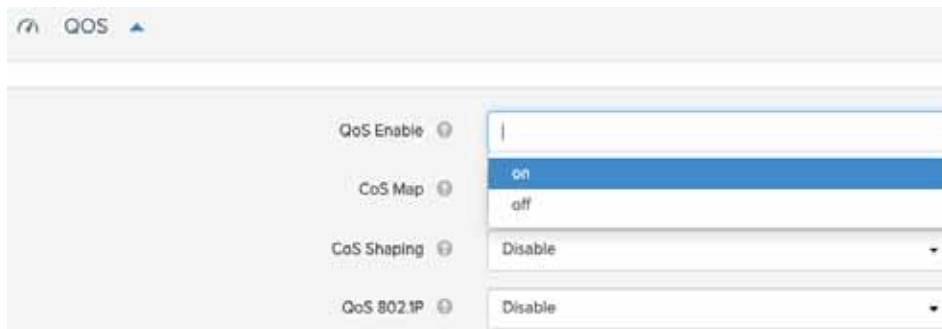 QOS
QoS Enable
on
CoS Map
off
CoS Shaping Disable
QoS 802.1P Disable